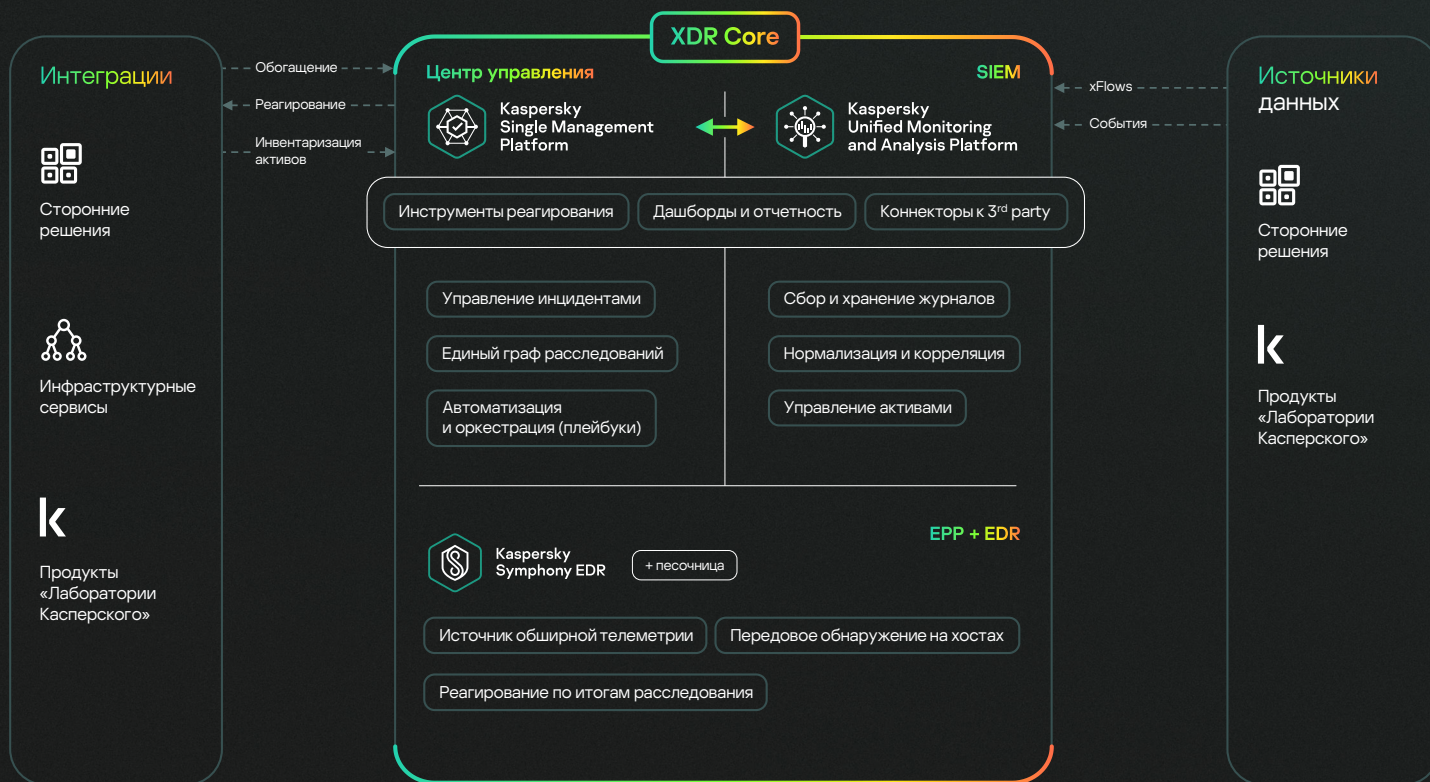 XDR Core
Интеграции
Сторонние
решения
Инфраструктурные
сервисы
Продукты
«Лаборатории
Касперского»
Обогащение
Реагирование
Инвентаризация
активов
Центр управления
Kaspersky
Single Management
Platform
SIEM
Kaspersky
Unified Monitoring
and Analysis Platform
Инструменты реагирования
Дашборды и отчетность
Коннекторы к 3rd party
Управление инцидентами
Единый граф расследований
Автоматизация
и оркестрация (плейбуки)
Сбор и хранение журналов
Нормализация и корреляция
Управление активами
EPP + EDR
Kaspersky
Symphony EDR
+ песочница
Источник обширной телеметрии
Передовое обнаружение на хостах
Реагирование по итогам расследования
xFlows
События
Источники
данных
Сторонние
решения
Продукты
«Лаборатории
Касперского»